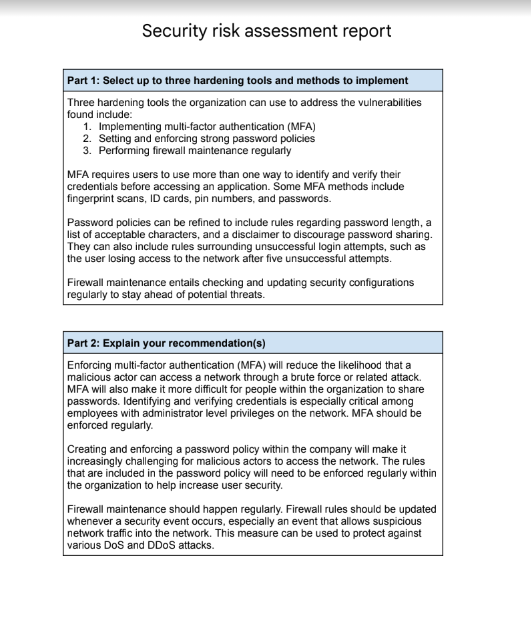 Security risk assessment report
Part 1: Select up to three hardening tools and methods to implement
Three hardening tools the organization can use to address the vulnerabilities
found include:
1. Implementing multi-factor authentication (MFA)
2. Setting and enforcing strong password policies
3. Performing firewall maintenance regularly
MFA requires users to use more than one way to identify and verify their
credentials before accessing an application. Some MFA methods include
fingerprint scans, ID cards, pin numbers, and passwords.
Password policies can be refined to include rules regarding password length, a
list of acceptable characters, and a disclaimer to discourage password sharing.
They can also include rules surrounding unsuccessful login attempts, such as
the user losing access to the network after five unsuccessful attempts.
Firewall maintenance entails checking and updating security configurations
regularly to stay ahead of potential threats.
Part 2: Explain your recommendation(s)
Enforcing multi-factor authentication (MFA) will reduce the likelihood that a
malicious actor can access a network through a brute force or related attack.
MFA will also make it more difficult for people within the organization to share
passwords. Identifying and verifying credentials is especially critical among
employees with administrator level privileges on the network. MFA should be
enforced regularly.
Creating and enforcing a password policy within the company will make it
increasingly challenging for malicious actors to access the network. The rules
that are included in the password policy will need to be enforced regularly within
the organization to help increase user security.
Firewall maintenance should happen regularly. Firewall rules should be updated
whenever a security event occurs, especially an event that allows suspicious
network traffic into the network. This measure can be used to protect against
various DoS and DDoS attacks.